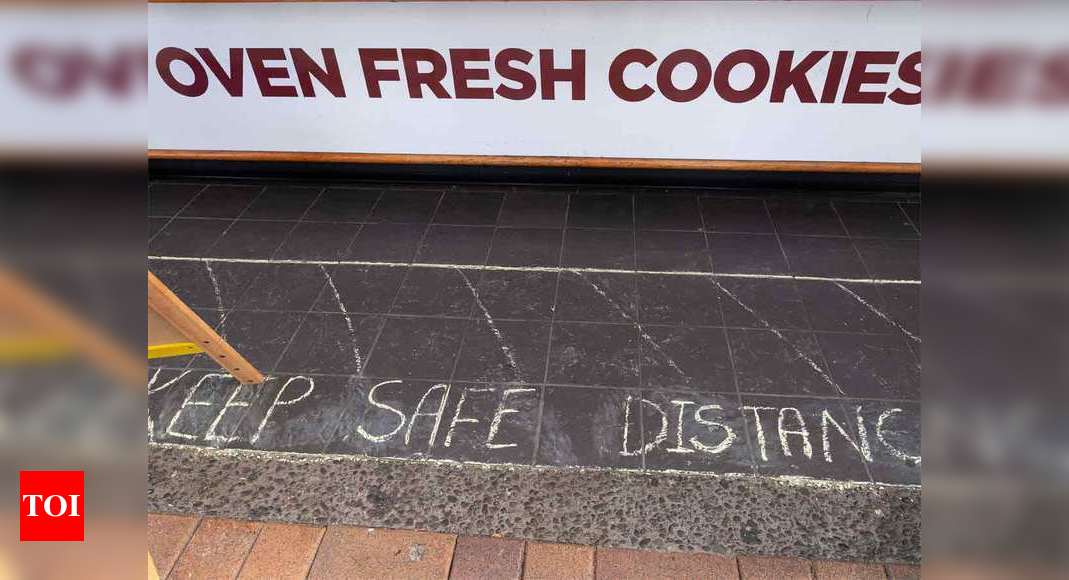 OVEN FRESH COOKIES
KEEP SAFE DISTANC
TOI